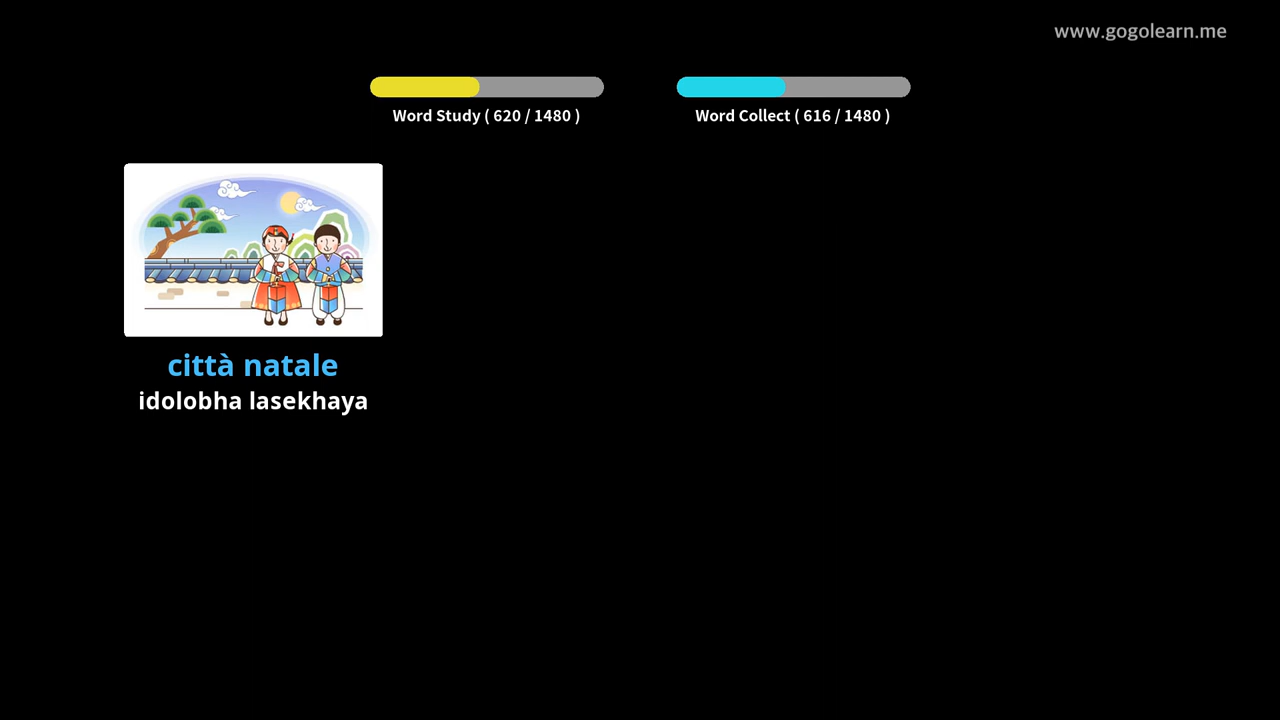 www.gogolearn.me
Word Study ( 620 / 1480 )
Word Collect ( 616 / 1480 )
città natale
idolobha lasekhaya